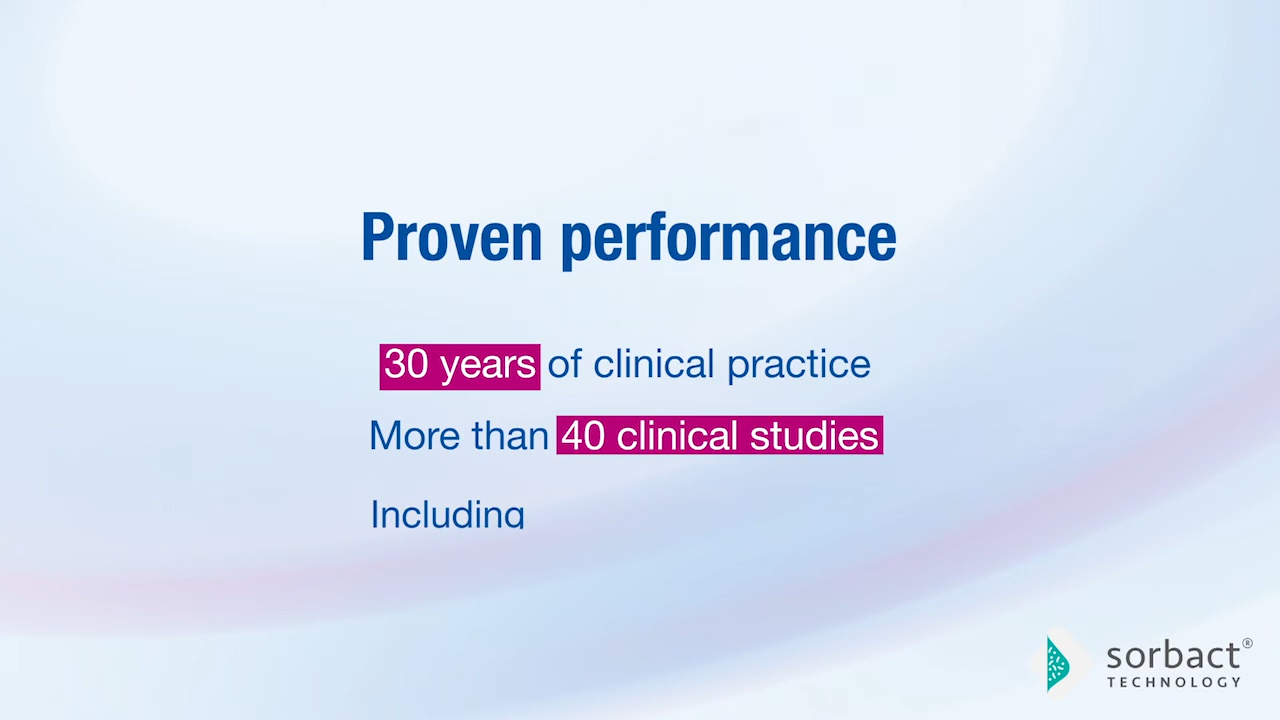 Proven performance
30 years of clinical practice
More than 40 clinical studies
Including
sorbact®
TECHNOLOGY